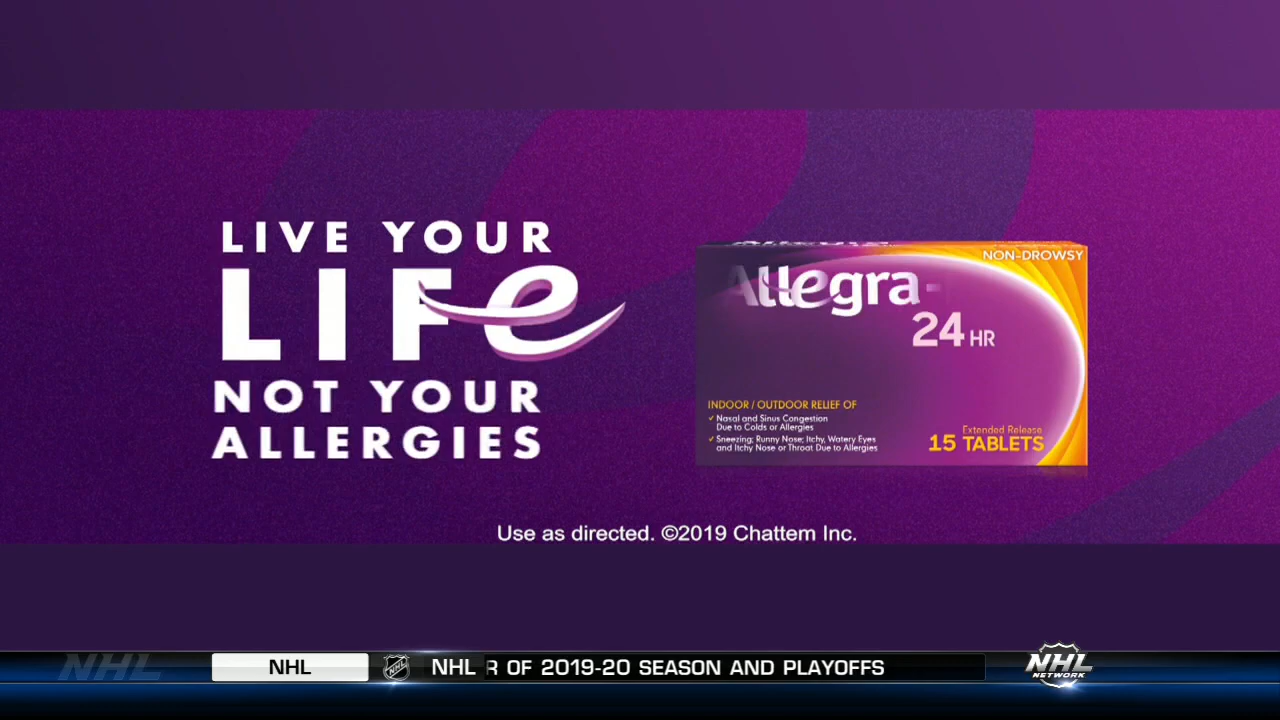 LIVE YOUR
LIFe
NOT YOUR
ALLERGIES
NON-DROWSY
Allegra-
24 HR
INDOOR / OUTDOOR RELIEF OF
✓ Nasal and Sinus Congestion
Due to Colds or Allergies
✓ Sneezing; Runny Nose; Itchy, Watery Eyes
and Itchy Nose or Throat Due to Allergies
Extended Release
15 TABLETS
Use as directed. ©2019 Chattem Inc.
NHL
NHL
NHL
NHL R OF 2019-20 SEASON AND PLAYOFFS
NHL
NETWORK